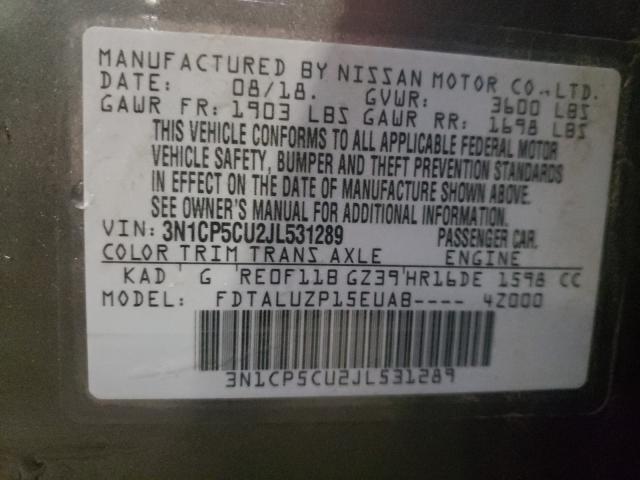 MANUFACTURED BY NISSAN MOTOR CO.,LTD.
DATE: 08/18. GVWR: 3600 LBS
GAWR FR: 1903 LBS GAWR RR: 1698 LBS
THIS VEHICLE CONFORMS TO ALL APPLICABLE FEDERAL MOTOR
VEHICLE SAFETY, BUMPER AND THEFT PREVENTION STANDARDS
IN EFFECT ON THE DATE OF MANUFACTURE SHOWN ABOVE.
SEE OWNER'S MANUAL FOR ADDITIONAL INFORMATION.
VIN: 3N1CP5CU2JL531289 PASSENGER CAR.
COLOR TRIM TRANS AXLE ENGINE
KAD G RE0F11B GZ39 HR16DE 1598 CC
MODEL: FDTALUZP15EUAB---- 4Z000
3N1CP5CU2JL531289